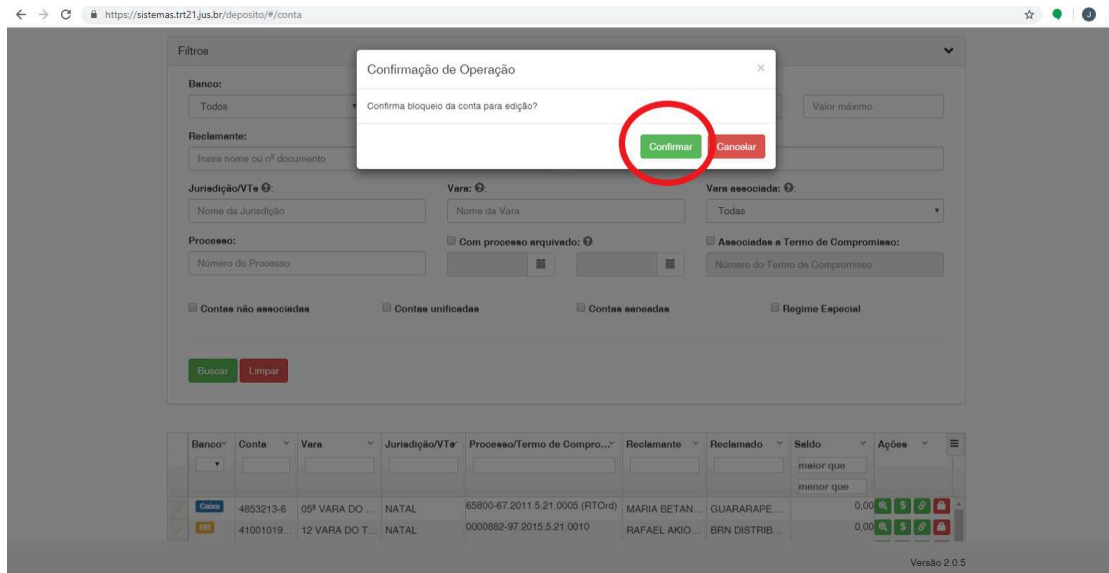 https://sistemas.trt21.jus.br/deposito/#/conta
J
Filtros
Confirmação de Operação ×
Confirma bloqueio da conta para edição?
Confirmar Cancelar
Banco:
Todos
Valor máximo
Reclamante:
Insira nome ou nº documento
Jurisdição/VTs : Vara: : Vara associada: :
Nome da Jurisdição Nome da Vara Todas
Processo: Com processo arquivado: Associadas a Termo de Compromisso:
Número do Processo Número do Termo de Compromisso
Contas não associadas Contas unificadas Contas saneadas Regime Especial
Buscar Limpar
Banco Conta Vara Jurisdição/VTs Processo/Termo de Compro... Reclamante Reclamado Saldo Ações
maior que
menor que
Caixa 4853213-6 05ª VARA DO ... NATAL 65800-67.2011.5.21.0005 (RTOrd) MARIA BETAN... GUARARAPE... 0,00 $
BB 41001019... 12 VARA DO T... NATAL 0000882-97.2015.5.21.0010 RAFAEL AKIO... BRN DISTRIB... 0,00 $
Versão 2.0.5